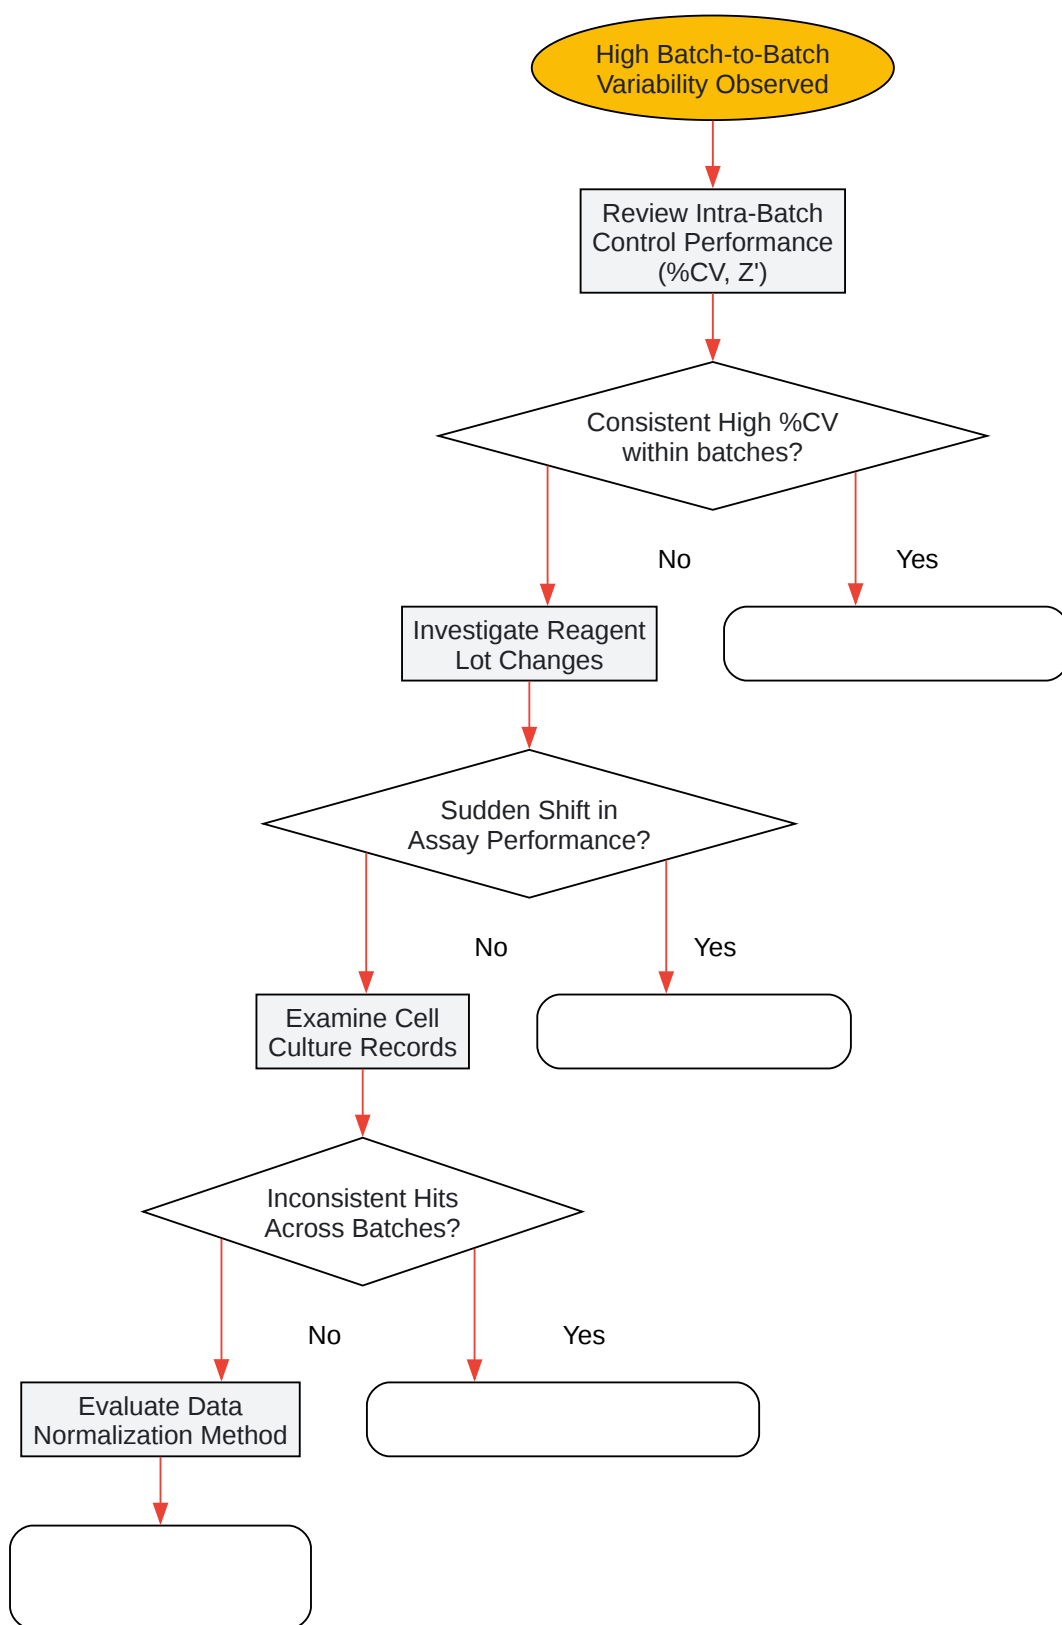 High Batch-to-Batch
Variability Observed
Review Intra-Batch
Control Performance
(%CV, Z')
Consistent High %CV
within batches?
No
Yes
Investigate Reagent
Lot Changes
Sudden Shift in
Assay Performance?
No
Yes
Examine Cell
Culture Records
Inconsistent Hits
Across Batches?
No
Yes
Evaluate Data
Normalization Method